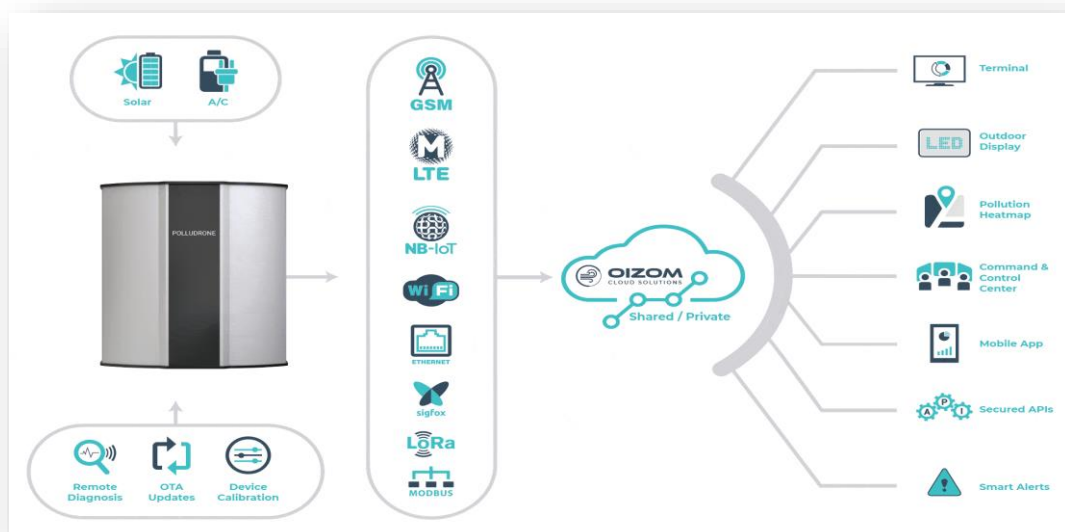 Solar
A/C
POLLUDRONE
Remote
Diagnosis
OTA
Updates
Device
Calibration
GSM
M
LTE
NB-IoT
WiFi
ETHERNET
sigfox
LoRa
MODBUS
OIZOM
CLOUD SOLUTIONS
Shared / Private
Terminal
LED
Outdoor
Display
Pollution
Heatmap
Command &
Control
Center
Mobile App
API
Secured APIs
Smart Alerts